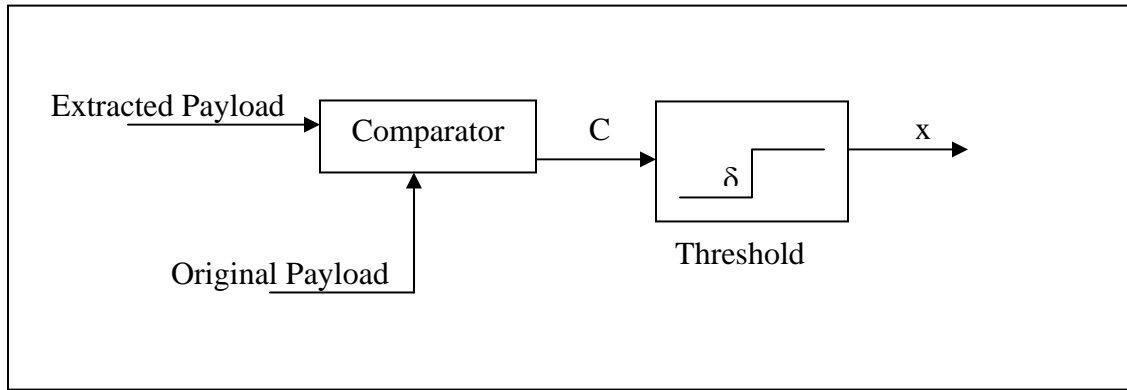 Extracted Payload
Comparator
C
x
δ
Threshold
Original Payload